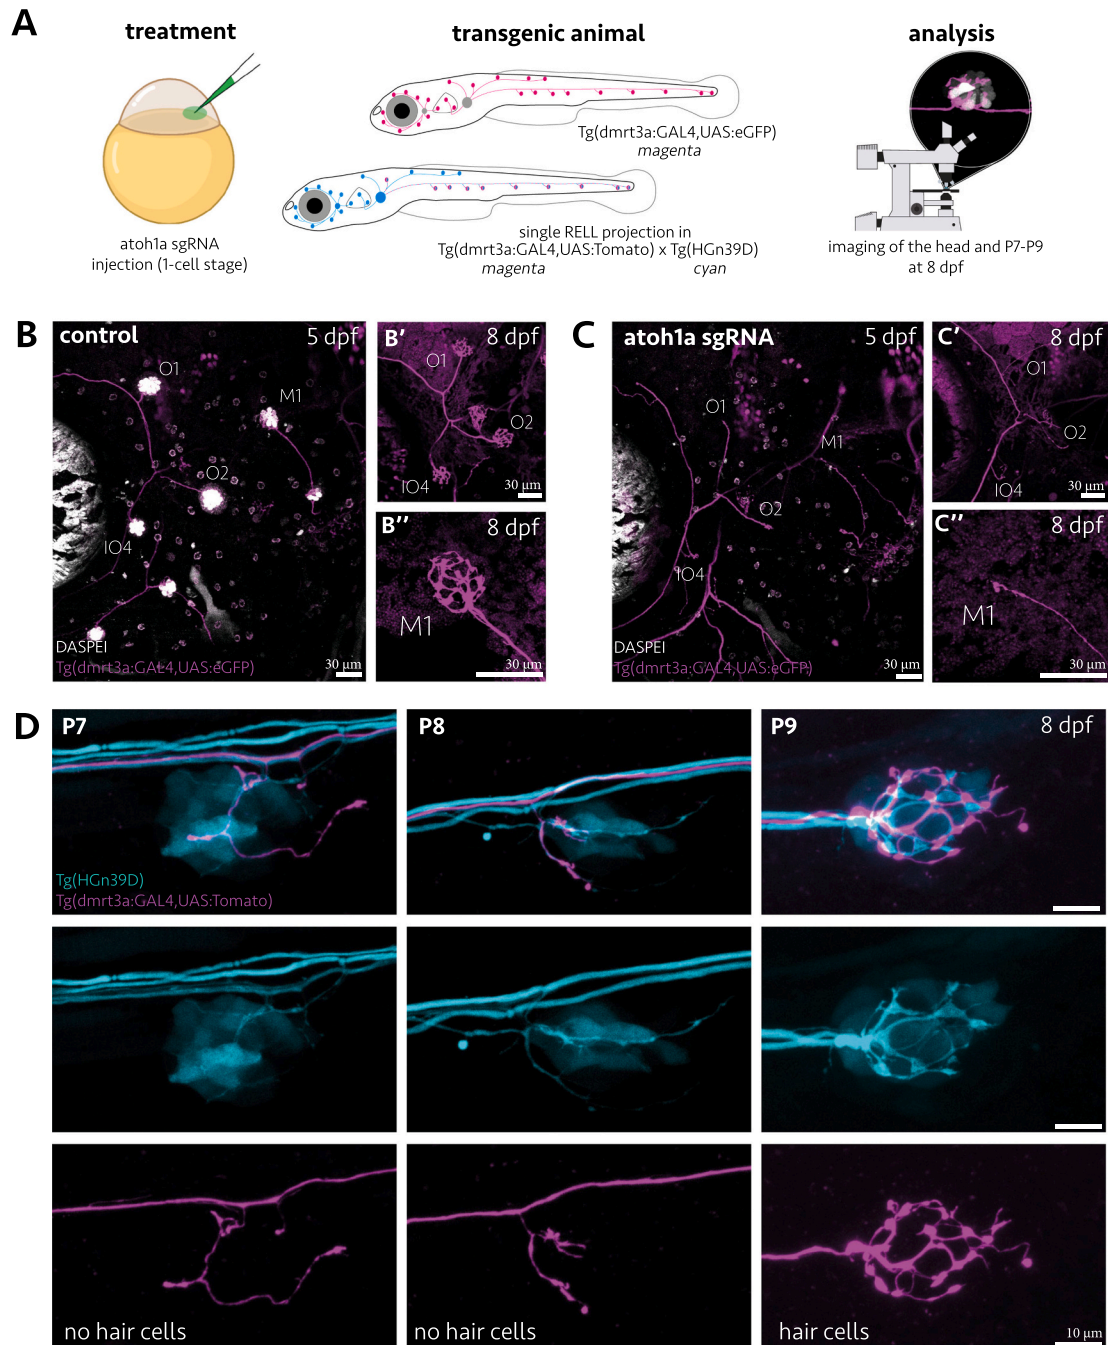 A
treatment
transgenic animal
analysis
Tg(dmrt3a:GAL4,UAS:eGFP)
magenta
atoh1a sgRNA
injection (1-cell stage)
single RELL projection in
Tg(dmrt3a:GAL4,UAS:Tomato) x Tg(HGn39D)
magenta
cyan
imaging of the head and P7-P9
at 8 dpf
B
control
5 dpf
O1
M1
O2
IO4
DASPEI
Tg(dmrt3a:GAL4,UAS:eGFP)
30 µm
B'
8 dpf
O1
O2
IO4
30 µm
B''
8 dpf
M1
30 µm
C
atoh1a sgRNA
5 dpf
O1
M1
O2
IO4
DASPEI
Tg(dmrt3a:GAL4,UAS:eGFP)
30 µm
C'
8 dpf
O1
O2
IO4
30 µm
C''
8 dpf
M1
30 µm
D
P7
P8
P9
8 dpf
Tg(HGn39D)
Tg(dmrt3a:GAL4,UAS:Tomato)
no hair cells
no hair cells
hair cells
10 µm